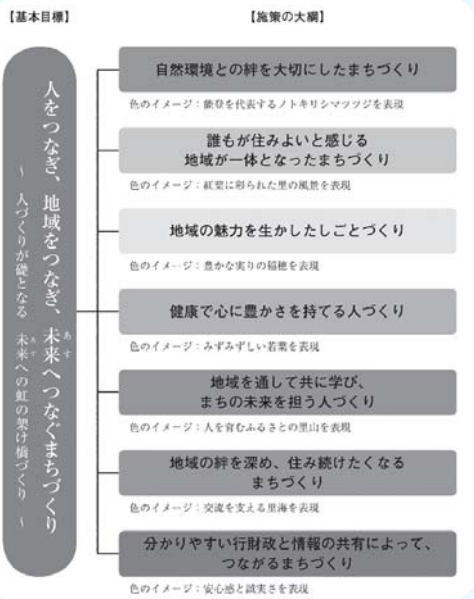 【基本目標】
【施策の大綱】
人をつなぎ、地域をつなぎ、未来へつなぐまちづくり
あす
~ 人づくりが礎となる 未来への虹の架け橋づくり ~
あす
自然環境との絆を大切にしたまちづくり
色のイメージ：能登を代表するノトキリシマツツジを表現
誰もが住みよいと感じる
地域が一体となったまちづくり
色のイメージ：紅葉に彩られた里の風景を表現
地域の魅力を生かしたしごとづくり
色のイメージ：豊かな実りの稲穂を表現
健康で心に豊かさを持てる人づくり
色のイメージ：みずみずしい若葉を表現
地域を通して共に学び、
まちの未来を担う人づくり
色のイメージ：人を育むふるさとの里山を表現
地域の絆を深め、住み続けたくなる
まちづくり
色のイメージ：交流を支える里海を表現
分かりやすい行財政と情報の共有によって、
つながるまちづくり
色のイメージ：安心感と誠実さを表現